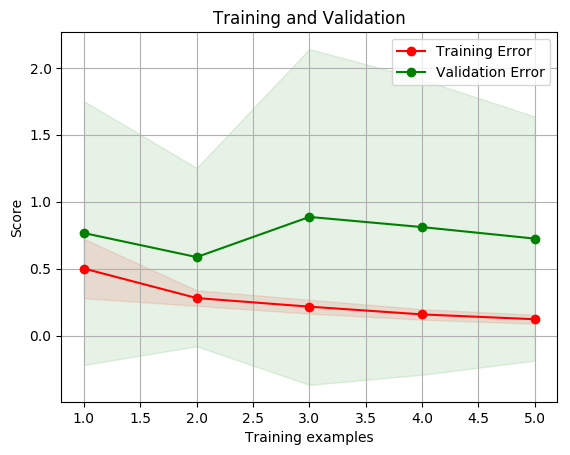 Training and Validation
Training Error
Validation Error
2.0
1.5
1.0
0.5
0.0
Score
1.0 1.5 2.0 2.5 3.0 3.5 4.0 4.5 5.0
Training examples